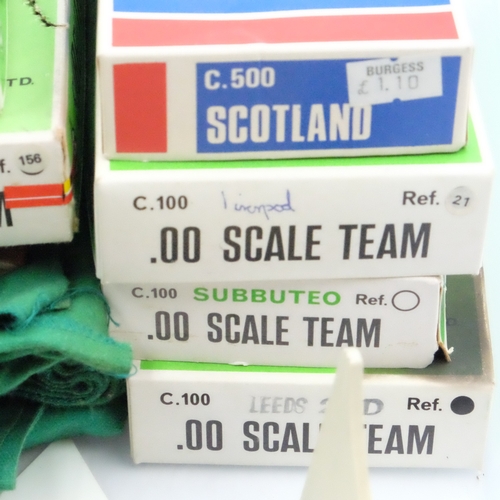 TD.
f. 156
C.500
BURGESS
£1.10
SCOTLAND
C.100 Liverpool Ref. 21
.00 SCALE TEAM
C.100 SUBBUTEO Ref.
.00 SCALE TEAM
C.100 LEEDS Ref.
.00 SCAL TEAM